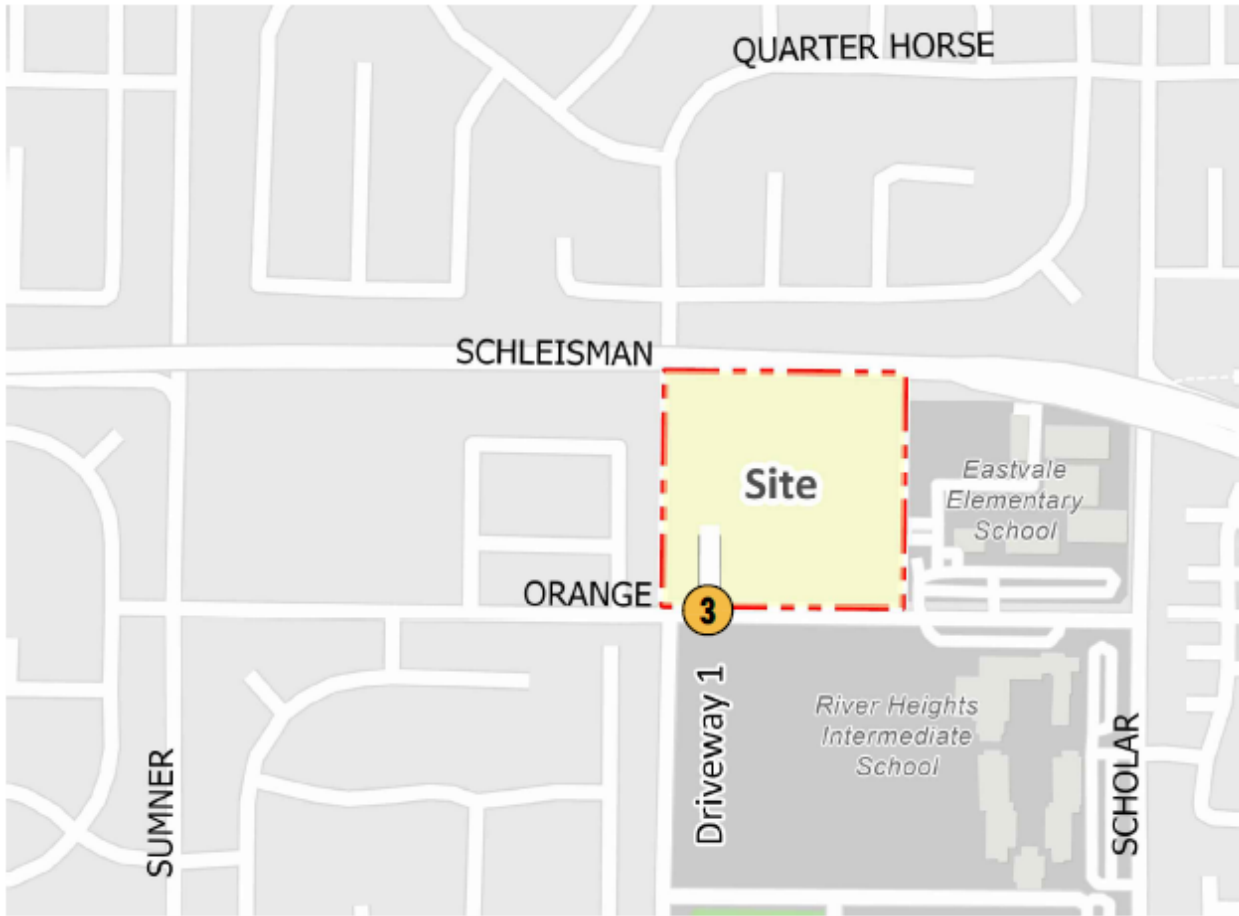 QUARTER HORSE
SCHLEISMAN
Site
Eastvale
Elementary
School
ORANGE
3
Driveway 1
River Heights
Intermediate
School
SUMNER
SCHOLAR